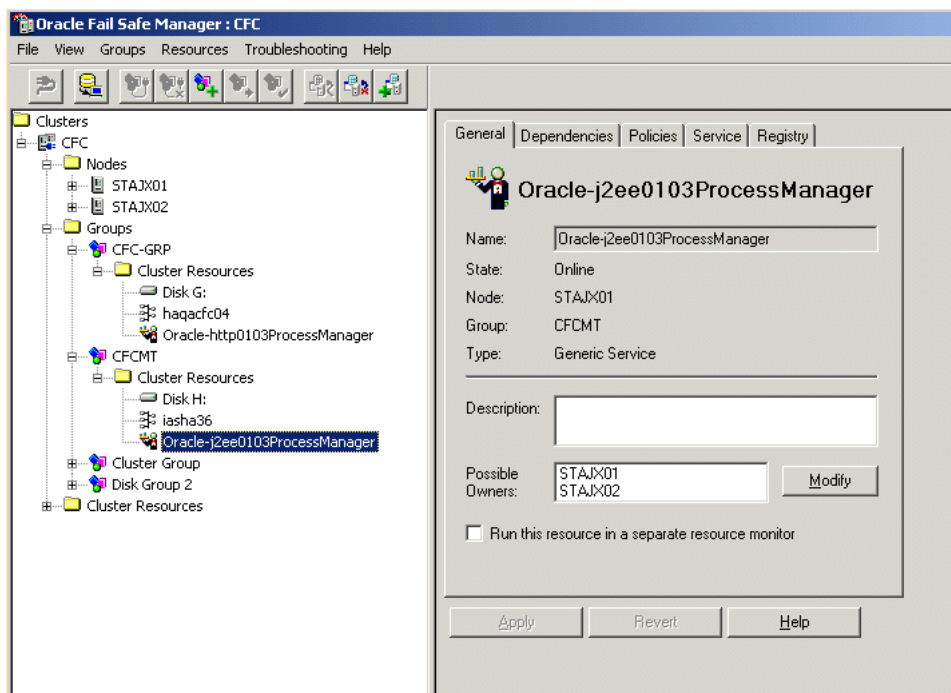 Oracle Fail Safe Manager : CFC
File View Groups Resources Troubleshooting Help
Clusters
CFC
Nodes
STAJX01
STAJX02
Groups
CFC-GRP
Cluster Resources
Disk G:
haqacfc04
Oracle-http0103ProcessManager
CFCMT
Cluster Resources
Disk H:
iasha36
Oracle-j2ee0103ProcessManager
Cluster Group
Disk Group 2
Cluster Resources
General Dependencies Policies Service Registry
Oracle-j2ee0103ProcessManager
Name: Oracle-j2ee0103ProcessManager
State: Online
Node: STAJX01
Group: CFCMT
Type: Generic Service
Description:
Possible Owners:
STAJX01
STAJX02
Modify
Run this resource in a separate resource monitor
Apply Revert Help